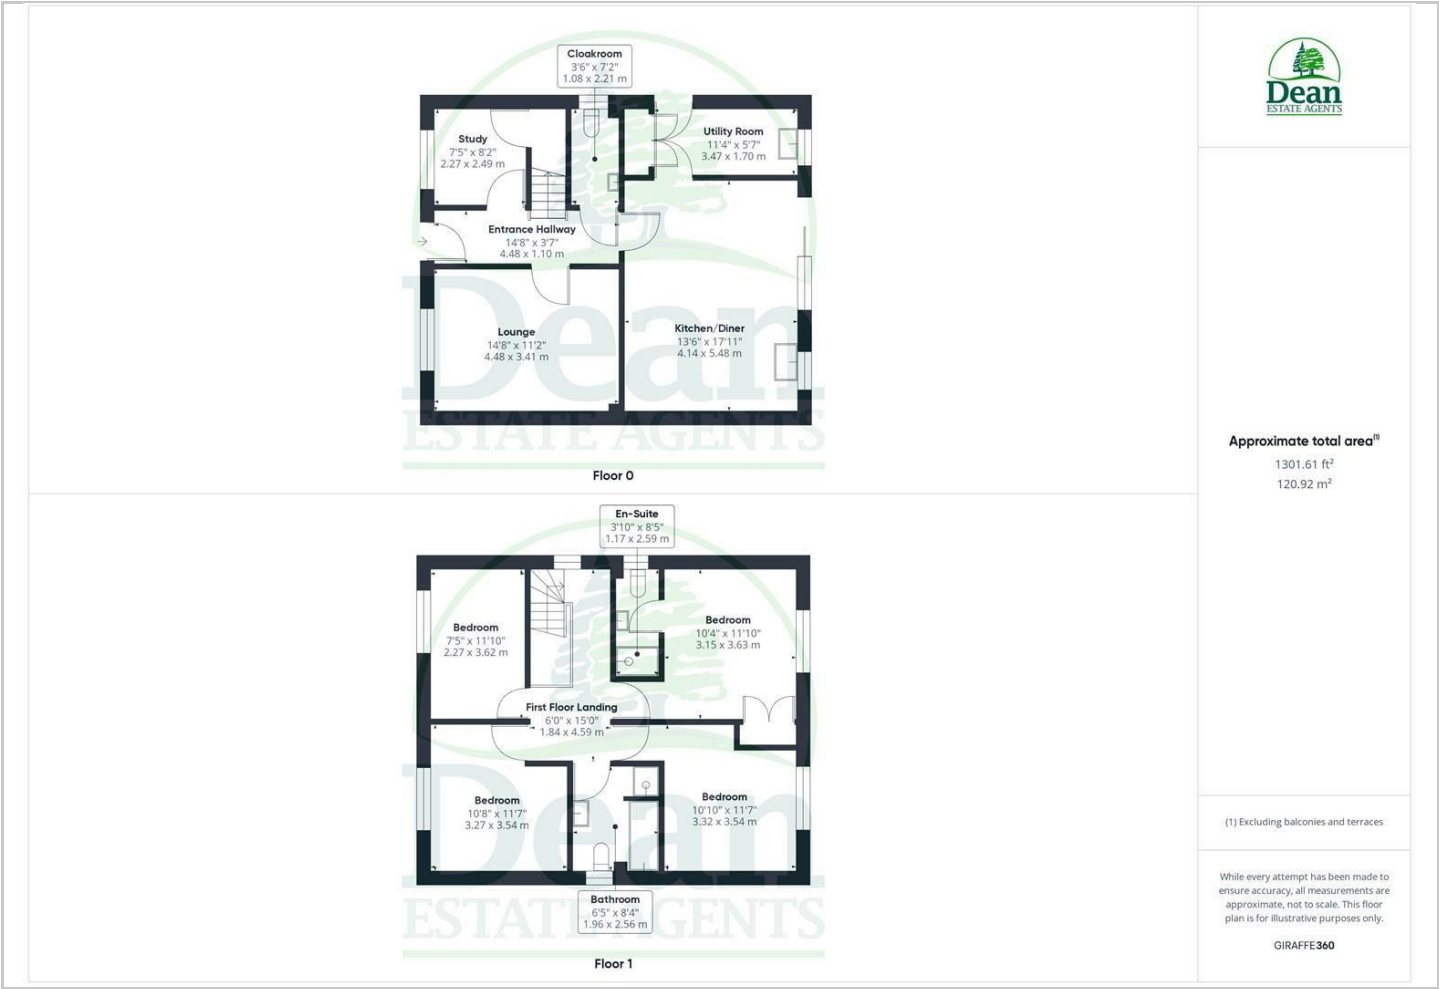 Cloakroom
3'6" x 7'2"
1.08 x 2.21 m
Study
7'5" x 8'2"
2.27 x 2.49 m
Utility Room
11'4" x 5'7"
3.47 x 1.70 m
Entrance Hallway
14'8" x 3'7"
4.48 x 1.10 m
Lounge
14'8" x 11'2"
4.48 x 3.41 m
Kitchen/Diner
13'6" x 17'11"
4.14 x 5.48 m
Dean
ESTATE AGENTS
Floor 0
En-Suite
3'10" x 8'5"
1.17 x 2.59 m
Bedroom
7'5" x 11'10"
2.27 x 3.62 m
Bedroom
10'4" x 11'10"
3.15 x 3.63 m
First Floor Landing
6'0" x 15'0"
1.84 x 4.59 m
Bedroom
10'8" x 11'7"
3.27 x 3.54 m
Bedroom
10'10" x 11'7"
3.32 x 3.54 m
Bathroom
6'5" x 8'4"
1.96 x 2.56 m
Dean
ESTATE AGENTS
Floor 1
Dean
ESTATE AGENTS
Approximate total area(1)
1301.61 ft²
120.92 m²
(1) Excluding balconies and terraces
While every attempt has been made to
ensure accuracy, all measurements are
approximate, not to scale. This floor
plan is for illustrative purposes only.
GIRAFFE360